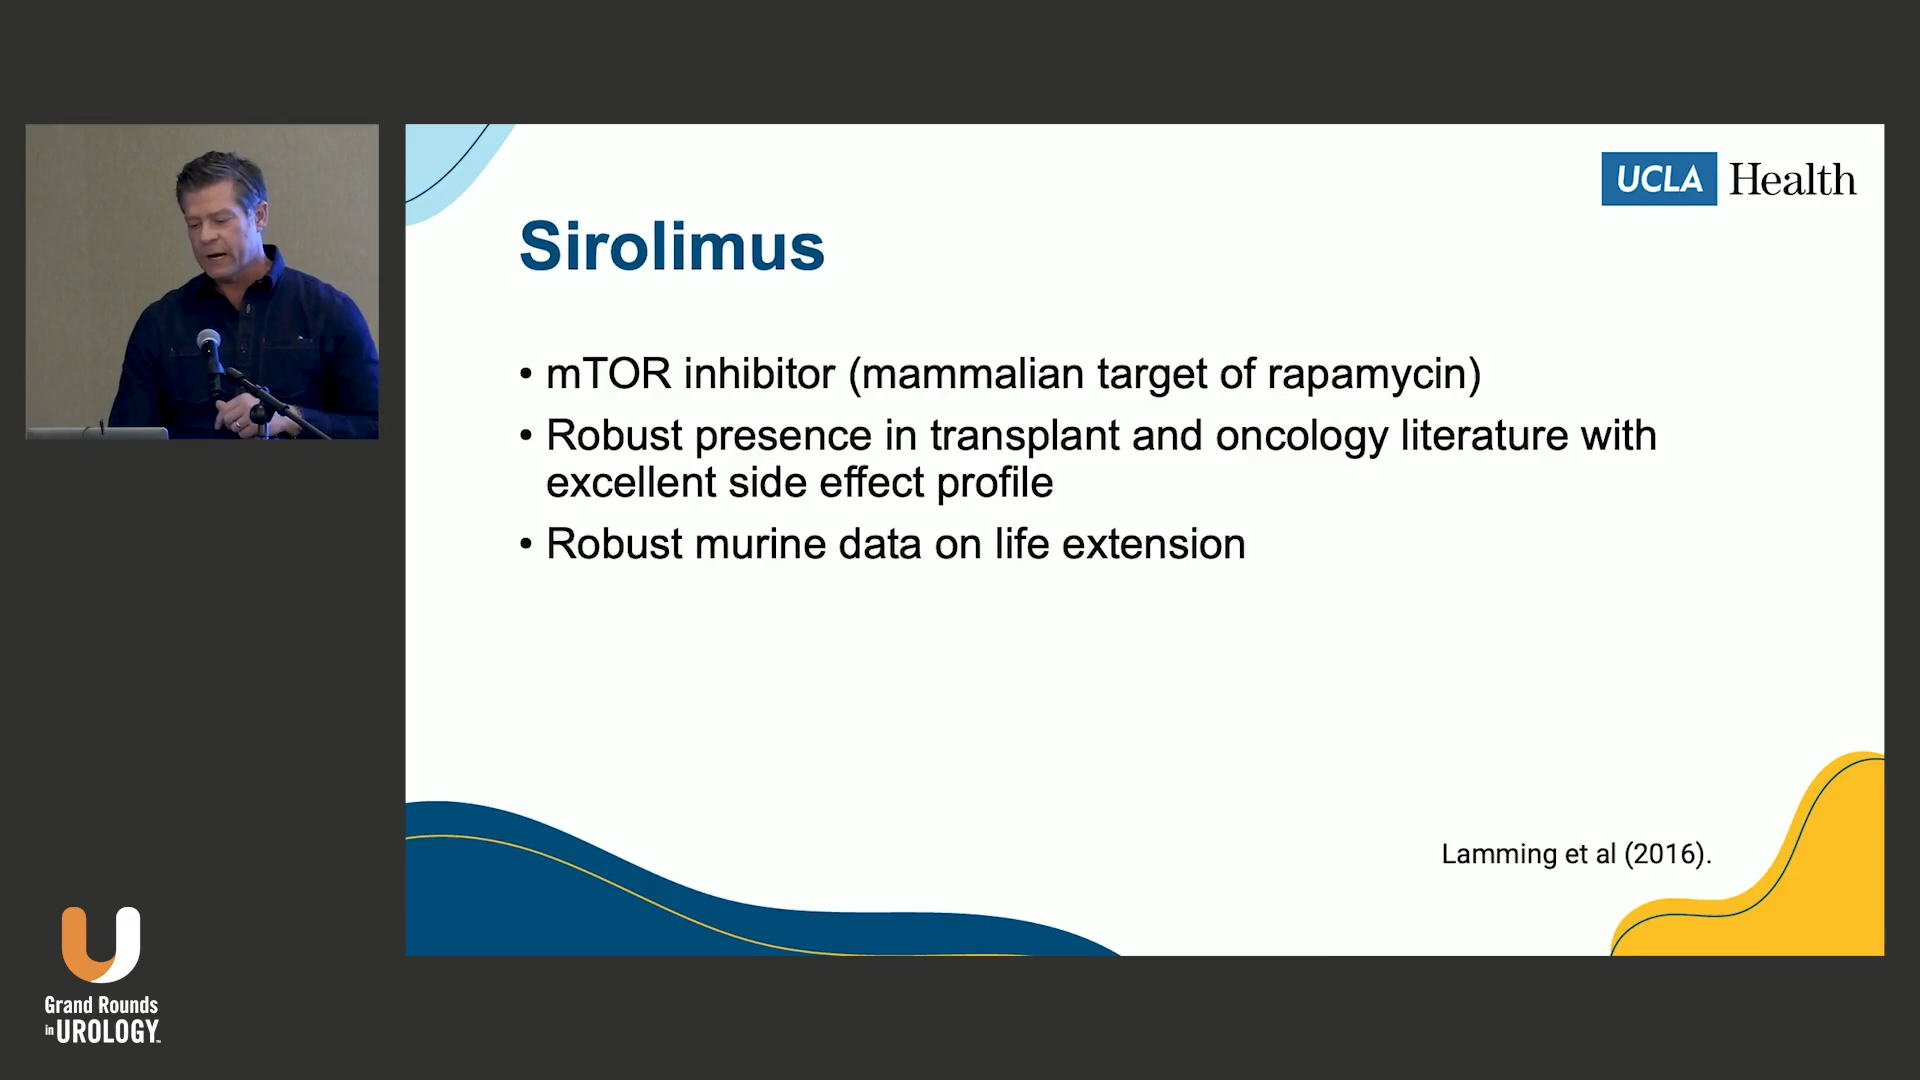 UCLA Health
Sirolimus
• mTOR inhibitor (mammalian target of rapamycin)
• Robust presence in transplant and oncology literature with
excellent side effect profile
• Robust murine data on life extension
Lamming et al (2016).
Grand Rounds
in UROLOGY™